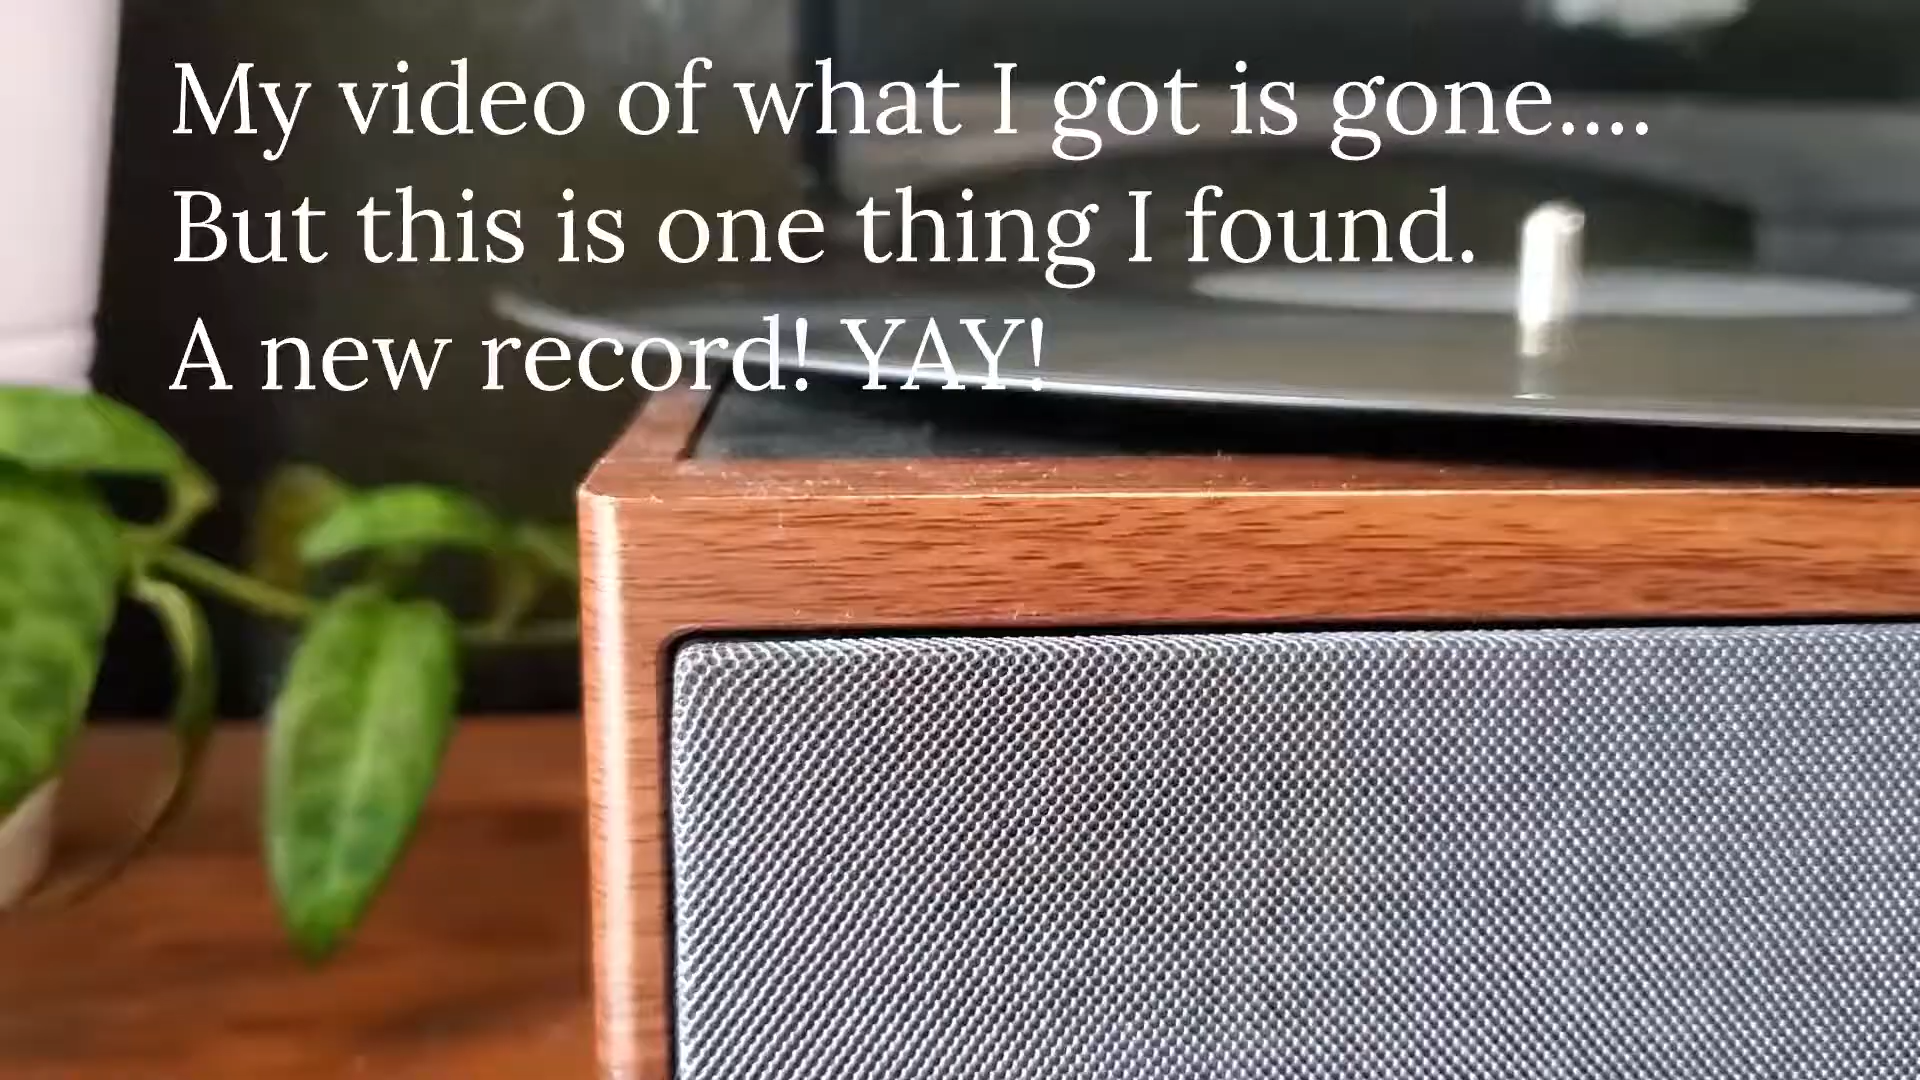 My video of what I got is gone....
But this is one thing I found.
A new record! YAY!